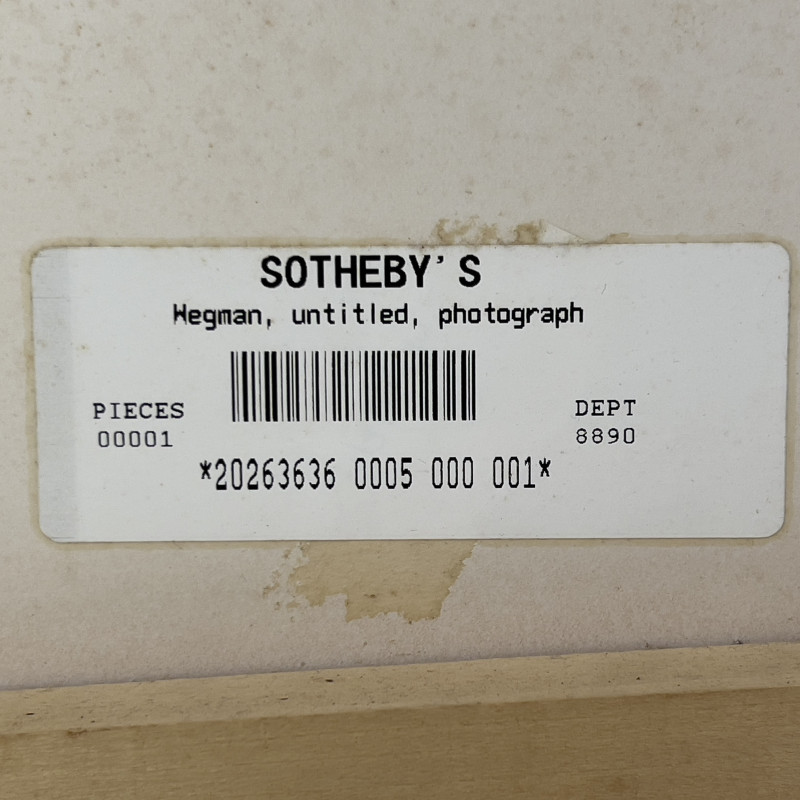 SOTHEBY'S
Wegman, untitled, photograph
PIECES
00001
DEPT
8890
*20263636 0005 000 001*